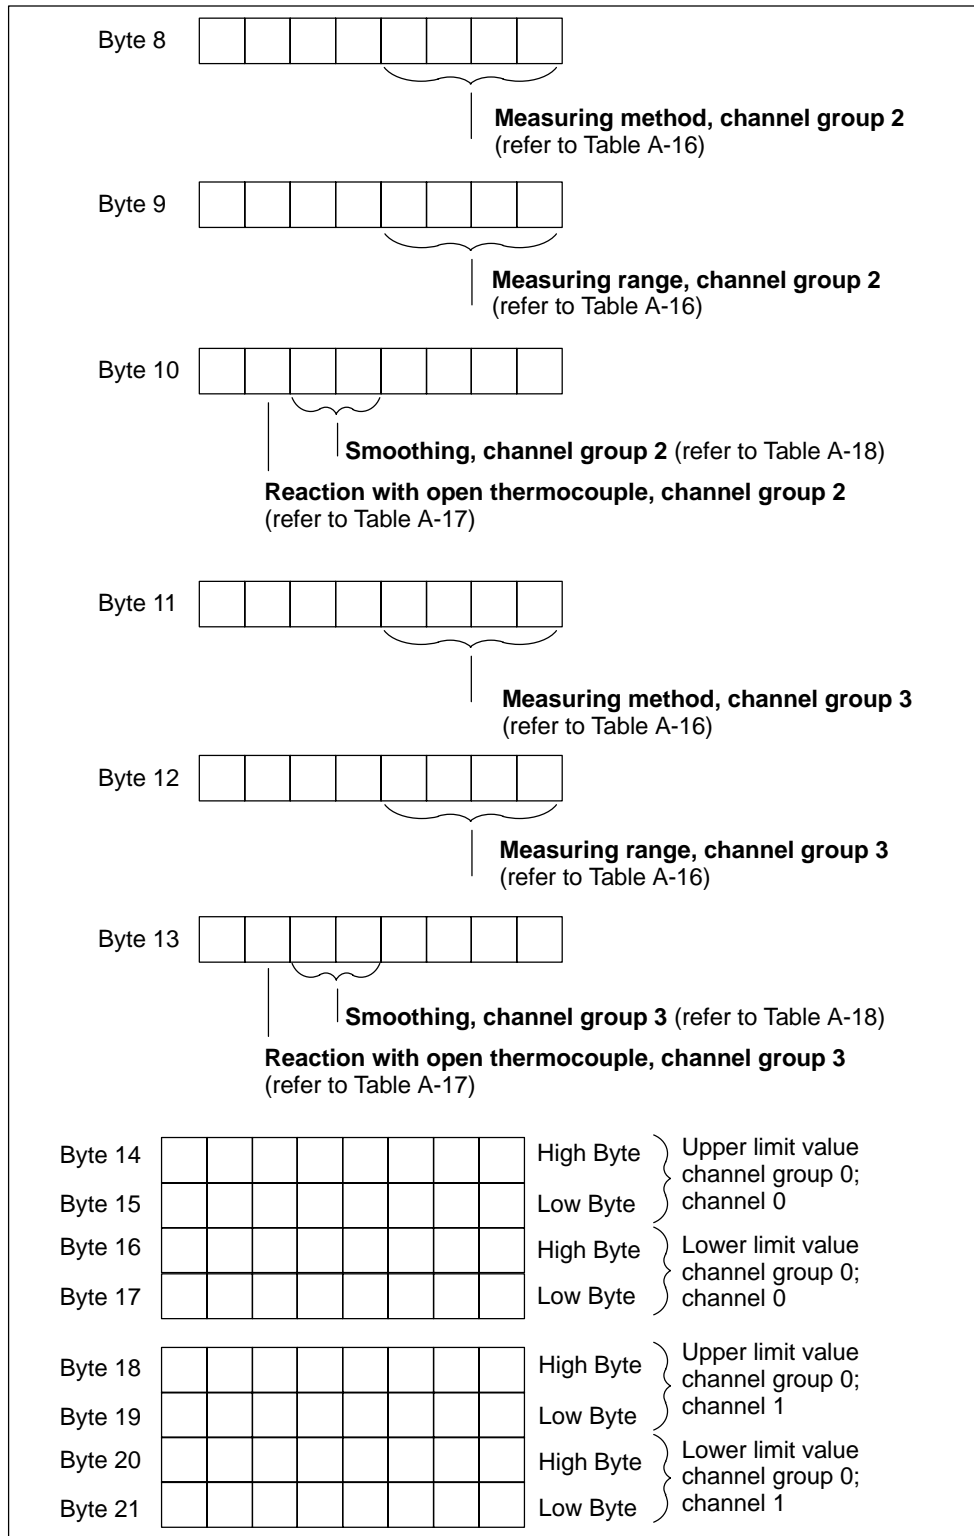 Byte 8
Measuring method, channel group 2
(refer to Table A-16)
Byte 9
Measuring range, channel group 2
(refer to Table A-16)
Byte 10
Smoothing, channel group 2 (refer to Table A-18)
Reaction with open thermocouple, channel group 2
(refer to Table A-17)
Byte 11
Measuring method, channel group 3
(refer to Table A-16)
Byte 12
Measuring range, channel group 3
(refer to Table A-16)
Byte 13
Smoothing, channel group 3 (refer to Table A-18)
Reaction with open thermocouple, channel group 3
(refer to Table A-17)
Byte 14 High Byte
Byte 15 Low Byte
Upper limit value
channel group 0;
channel 0
Byte 16 High Byte
Byte 17 Low Byte
Lower limit value
channel group 0;
channel 0
Byte 18 High Byte
Byte 19 Low Byte
Upper limit value
channel group 0;
channel 1
Byte 20 High Byte
Byte 21 Low Byte
Lower limit value
channel group 0;
channel 1